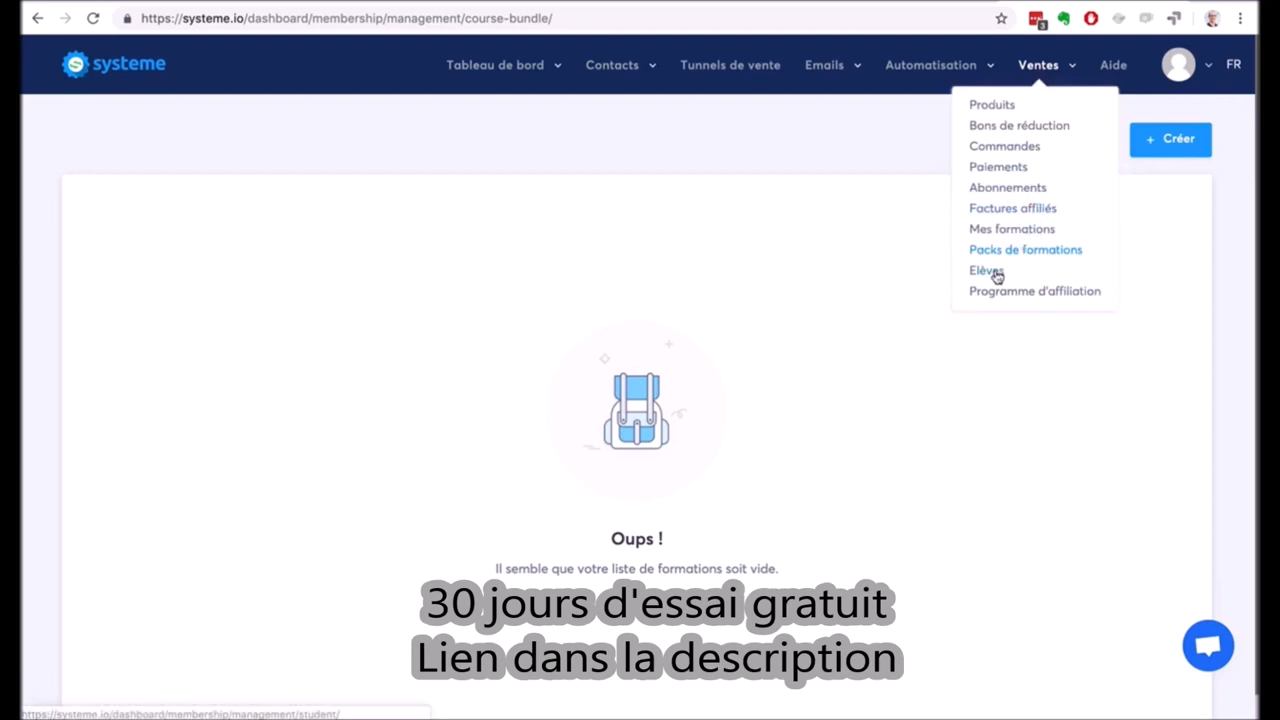 https://systeme.io/dashboard/membership/management/course-bundle/
3
systeme
Tableau de bord
Contacts
Tunnels de vente
Emails
Automatisation
Ventes
Aide
FR
Produits
Bons de réduction
Commandes
Paiements
Abonnements
Factures affiliés
Mes formations
Packs de formations
Elèves
Programme d'affiliation
+ Créer
Oups !
Il semble que votre liste de formations soit vide.
30 jours d'essai gratuit
Lien dans la description
https://systeme.io/dashboard/membership/management/student/